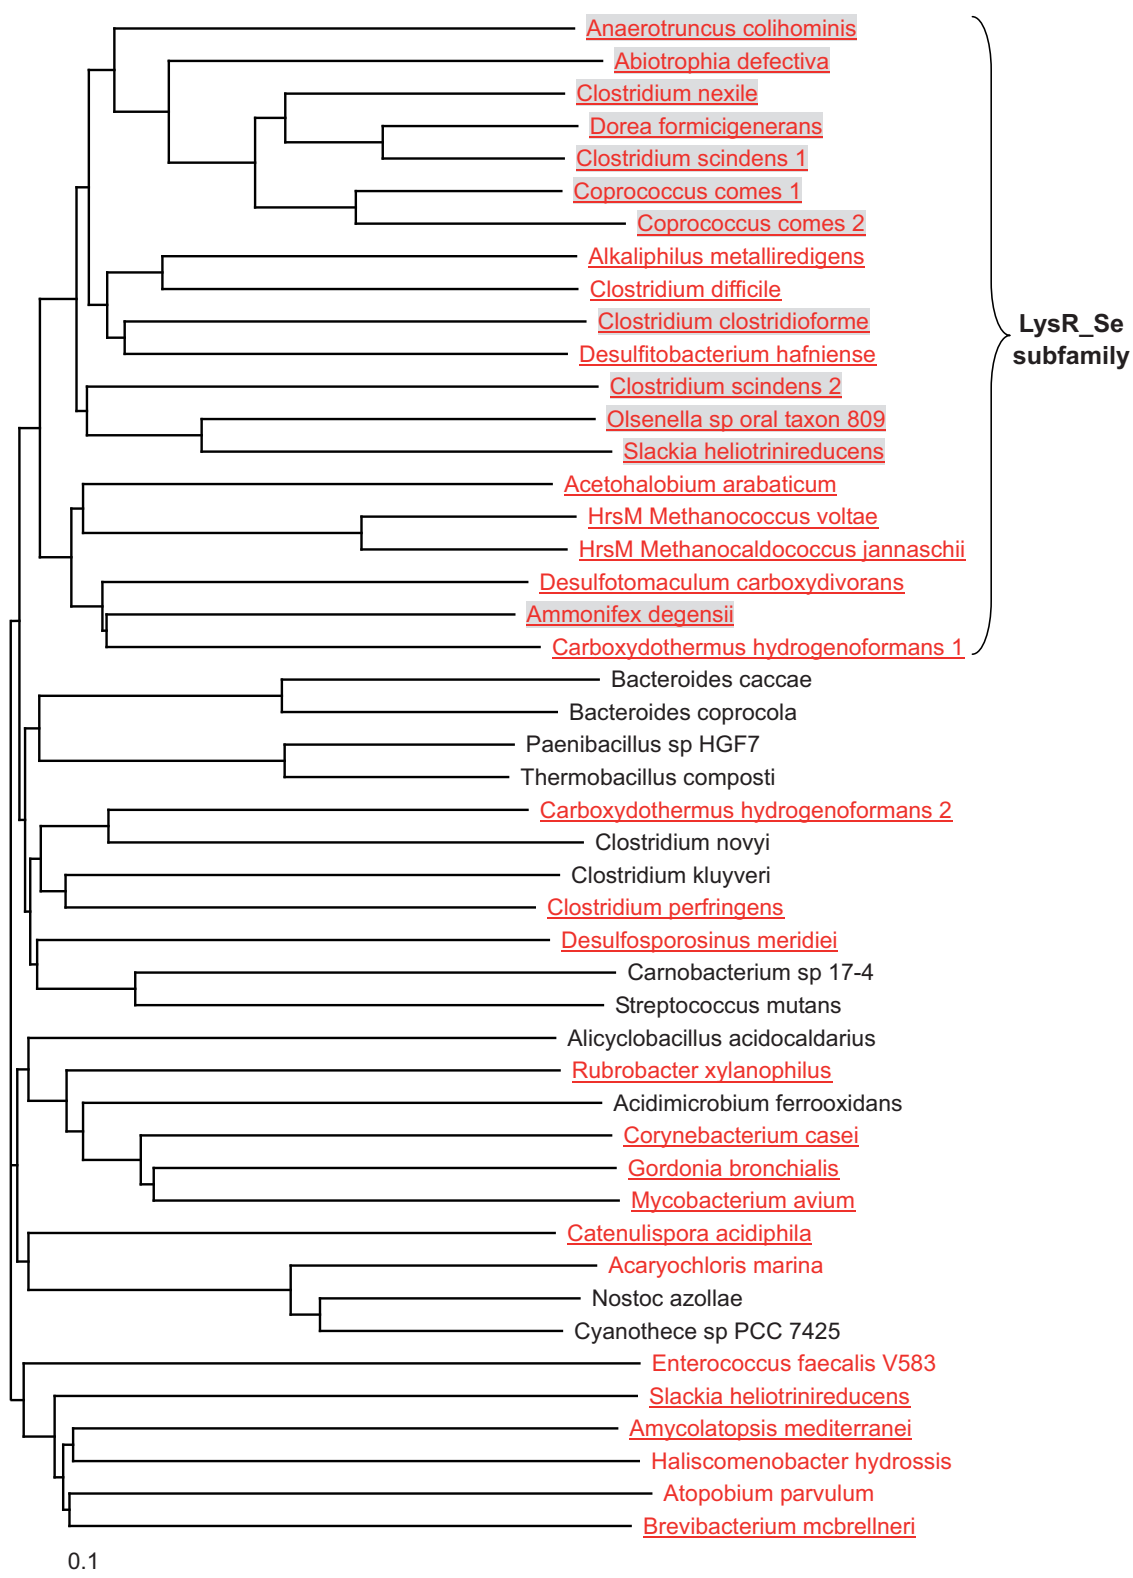 Anaerotruncus colihominis
Abiotrophia defectiva
Clostridium nexile
Dorea formicigenerans
Clostridium scindens 1
Coprococcus comes 1
Coprococcus comes 2
Alkaliphilus metalliredigens
Clostridium difficile
Clostridium clostridioforme
Desulfitobacterium hafniense
Clostridium scindens 2
Olsenella sp oral taxon 809
Slackia heliotrinireducens
Acetohalobium arabaticum
HrsM Methanococcus voltae
HrsM Methanocaldococcus jannaschii
Desulfotomaculum carboxydivorans
Ammonifex degensii
Carboxydothermus hydrogenoformans 1
LysR_Se
subfamily
Bacteroides caccae
Bacteroides coprocola
Paenibacillus sp HGF7
Thermobacillus composti
Carboxydothermus hydrogenoformans 2
Clostridium novyi
Clostridium kluyveri
Clostridium perfringens
Desulfosporosinus meridiei
Carnobacterium sp 17-4
Streptococcus mutans
Alicyclobacillus acidocaldarius
Rubrobacter xylanophilus
Acidimicrobium ferrooxidans
Corynebacterium casei
Gordonia bronchialis
Mycobacterium avium
Catenulispora acidiphila
Acaryochloris marina
Nostoc azollae
Cyanothece sp PCC 7425
Enterococcus faecalis V583
Slackia heliotrinireducens
Amycolatopsis mediterranei
Haliscomenobacter hydrossis
Atopobium parvulum
Brevibacterium mcbrellneri
0.1